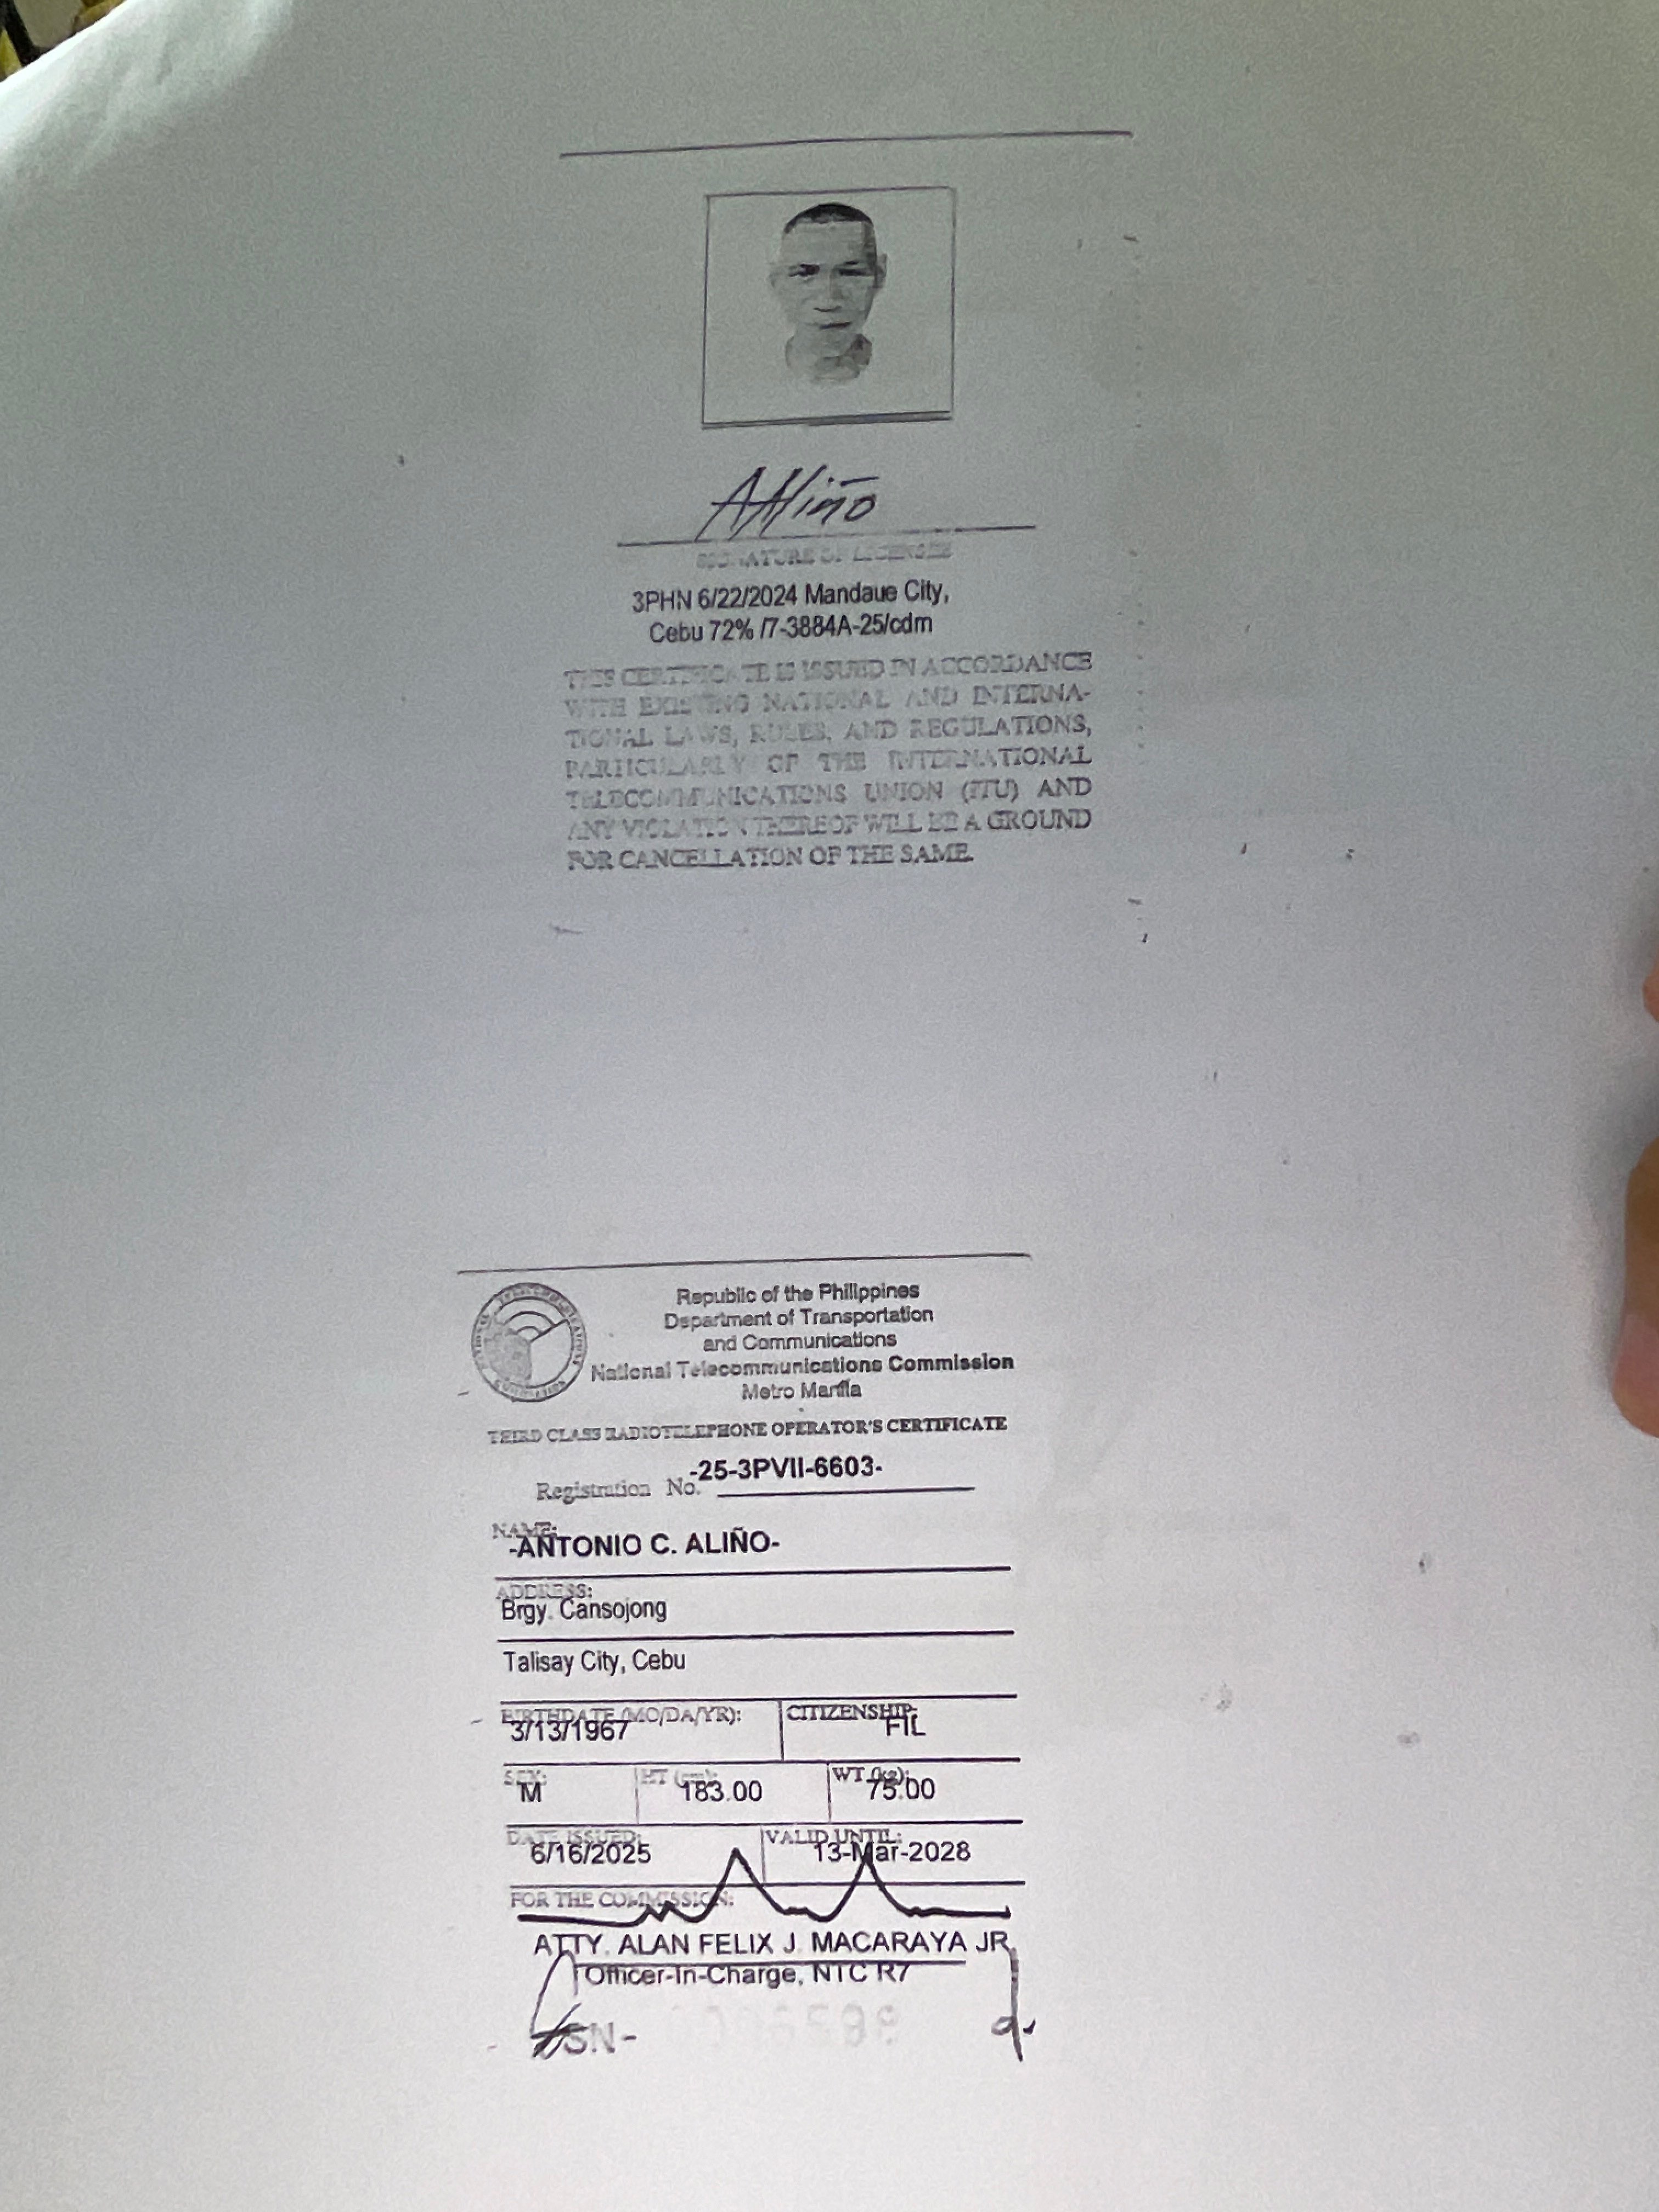 Aliño
SIGNATURE OF LICENSEE
3PHN 6/22/2024 Mandaue City,
Cebu 72% /7-3884A-25/cdm
THIS CERTIFICATE IS ISSUED IN ACCORDANCE
WITH EXISTING NATIONAL AND INTERNA-
TIONAL LAWS, RULES, AND REGULATIONS,
PARTICULARLY OF THE INTERNATIONAL
TELECOMMUNICATIONS UNION (ITU) AND
ANY VIOLATION THEREOF WILL BE A GROUND
FOR CANCELLATION OF THE SAME.
Republic of the Philippines
Department of Transportation
and Communications
National Telecommunications Commission
Metro Manila
THIRD CLASS RADIOTELEPHONE OPERATOR'S CERTIFICATE
Registration No. -25-3PVII-6603-
NAME:
-ANTONIO C. ALIÑO-
ADDRESS:
Brgy. Cansojong
Talisay City, Cebu
BIRTHDATE (MO/DA/YR): CITIZENSHIP:
3/13/1967 FIL
SEX: HT (cm): WT (kg):
M 183.00 75.00
DATE ISSUED: VALID UNTIL:
6/16/2025 13-Mar-2028
FOR THE COMMISSION:
ATTY. ALAN FELIX J. MACARAYA JR.
Officer-In-Charge, NTC R7
SN-